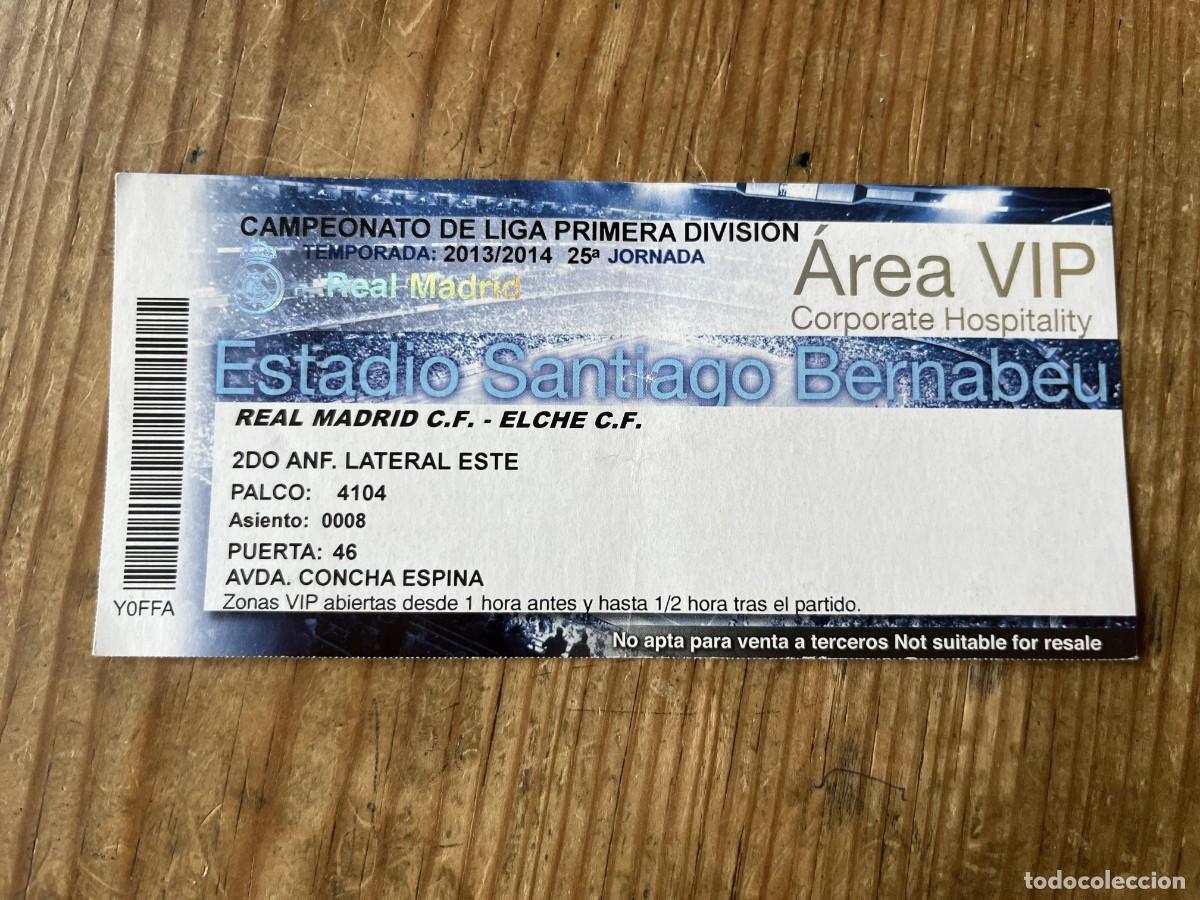 CAMPEONATO DE LIGA PRIMERA DIVISIÓN
TEMPORADA: 2013/2014 25ª JORNADA
Real Madrid
Área VIP
Corporate Hospitality
Estadio Santiago Bernabéu
REAL MADRID C.F. - ELCHE C.F.
2DO ANF. LATERAL ESTE
PALCO: 4104
Asiento: 0008
PUERTA: 46
AVDA. CONCHA ESPINA
Zonas VIP abiertas desde 1 hora antes y hasta 1/2 hora tras el partido.
Y0FFA
No apta para venta a terceros Not suitable for resale
todocoleccion